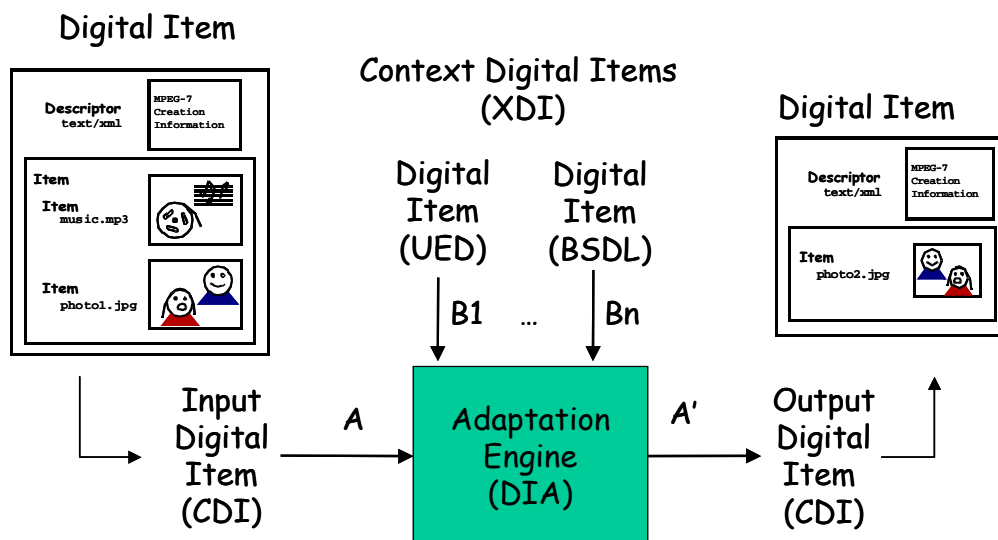 Digital Item
Descriptor
text/xml
MPEG-7
Creation
Information
Item
Item
music.mp3
Item
photo1.jpg
Context Digital Items
(XDI)
Digital
Item
(UED)
Digital
Item
(BSDL)
B1
...
Bn
Digital Item
Descriptor
text/xml
MPEG-7
Creation
Information
Item
photo2.jpg
Input
Digital
Item
(CDI)
A
Adaptation
Engine
(DIA)
A'
Output
Digital
Item
(CDI)